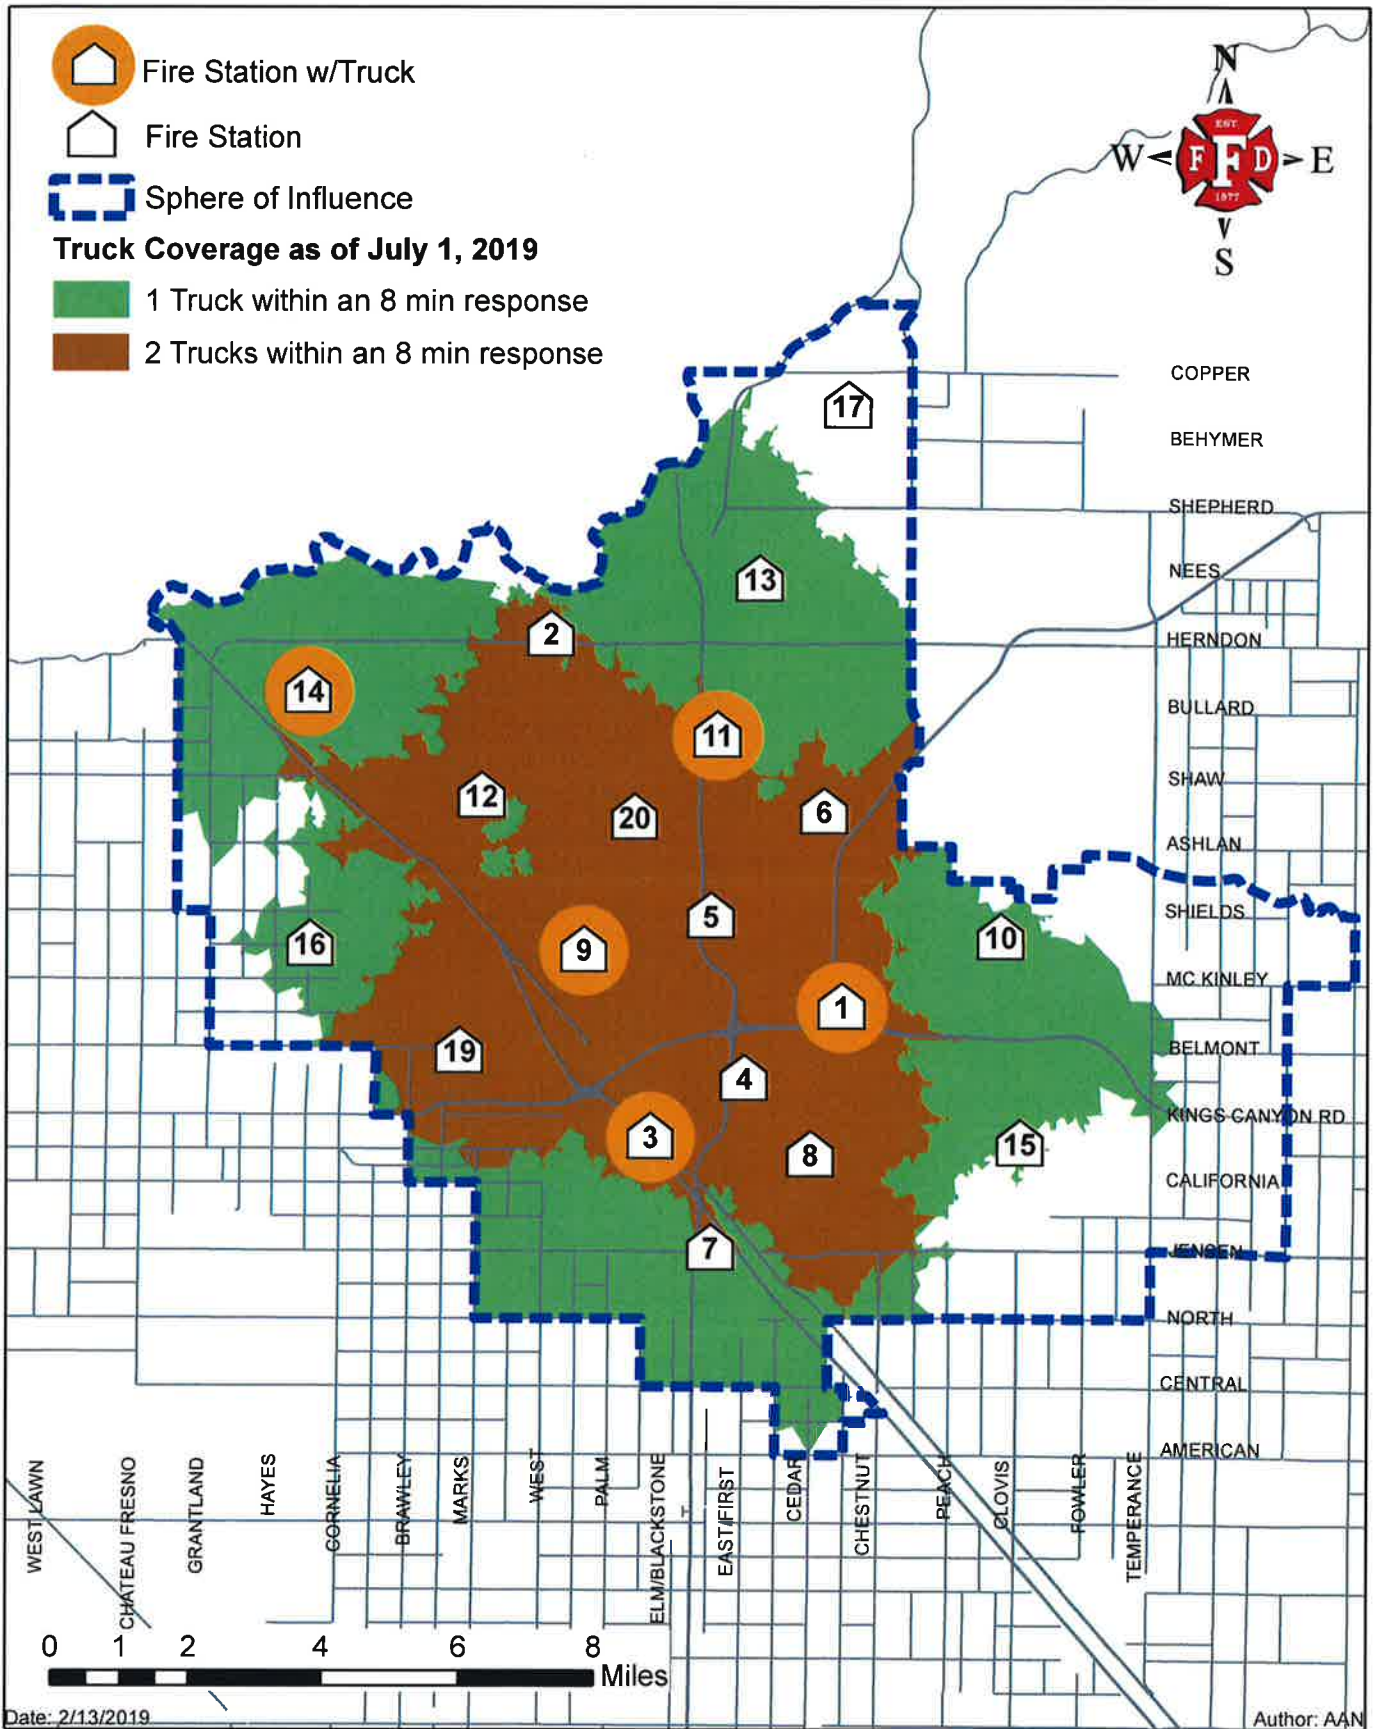 Fire Station w/Truck
Fire Station
Sphere of Influence
Truck Coverage as of July 1, 2019
1 Truck within an 8 min response
2 Trucks within an 8 min response
N
W
E
S
EST
F F D
1877
COPPER
17
BEHYMER
SHEPHERD
NEES
13
2
HERNDON
14
BULLARD
11
SHAW
12
6
20
ASHLAN
SHIELDS
5
10
16
9
MC KINLEY
1
BELMONT
19
4
KINGS CANYON RD
3
15
8
CALIFORNIA
7
JENSEN
NORTH
CENTRAL
AMERICAN
WEST LAWN
CHATEAU FRESNO
GRANTLAND
HAYES
CORNELIA
BRAWLEY
MARKS
WEST
PALM
ELM/BLACKSTONE
EAST/FIRST
CEDAR
CHESTNUT
PEACH
CLOVIS
FOWLER
TEMPERANCE
0 1 2 4 6 8
Miles
Date: 2/13/2019
Author: AAN